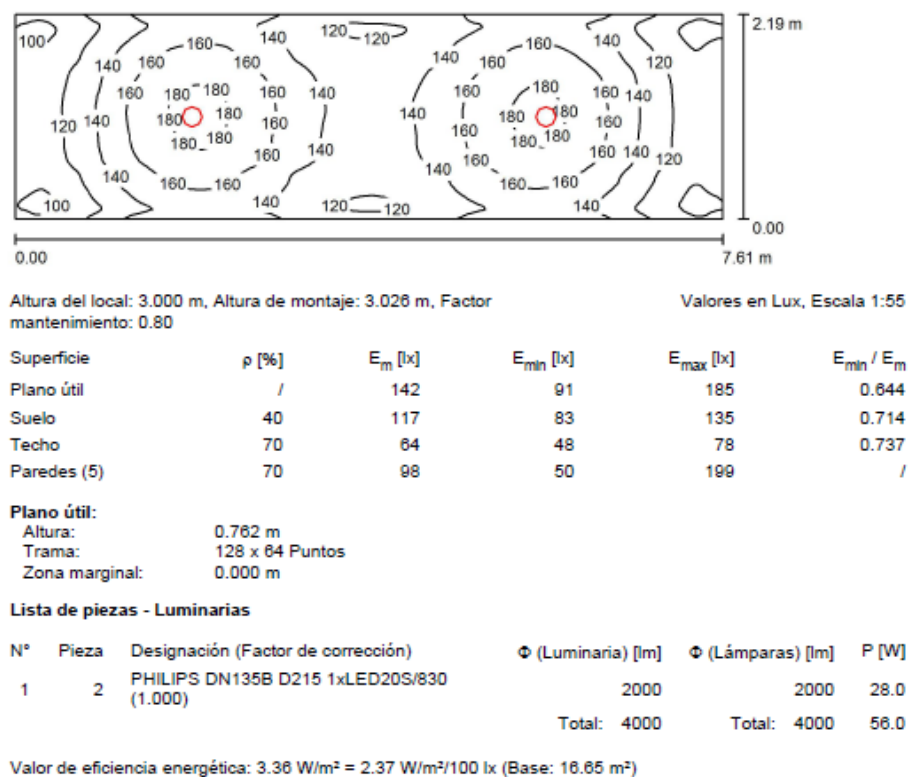 100 140 120 120 140 160 140 120 2.19 m
140 160 160 160 140 120
160 180 180 140 160 180 160
120 140 180 180 160 140 160 180 180 160
180 180 160 180 180 160 140 120
140 160 160 140 140 160 160 140
100 140 120 120 140 140 0.00
0.00 7.61 m
Altura del local: 3.000 m, Altura de montaje: 3.026 m, Factor mantenimiento: 0.80
Valores en Lux, Escala 1:55
Superficie ρ [%] Em [lx] Emin [lx] Emax [lx] Emin / Em
Plano útil / 142 91 185 0.644
Suelo 40 117 83 135 0.714
Techo 70 64 48 78 0.737
Paredes (5) 70 98 50 199 /
Plano útil:
Altura: 0.762 m
Trama: 128 x 64 Puntos
Zona marginal: 0.000 m
Lista de piezas - Luminarias
N° Pieza Designación (Factor de corrección) Φ (Luminaria) [lm] Φ (Lámparas) [lm] P [W]
1 2 PHILIPS DN135B D215 1xLED20S/830 (1.000) 2000 2000 28.0
Total: 4000 Total: 4000 56.0
Valor de eficiencia energética: 3.36 W/m² = 2.37 W/m²/100 lx (Base: 16.65 m²)